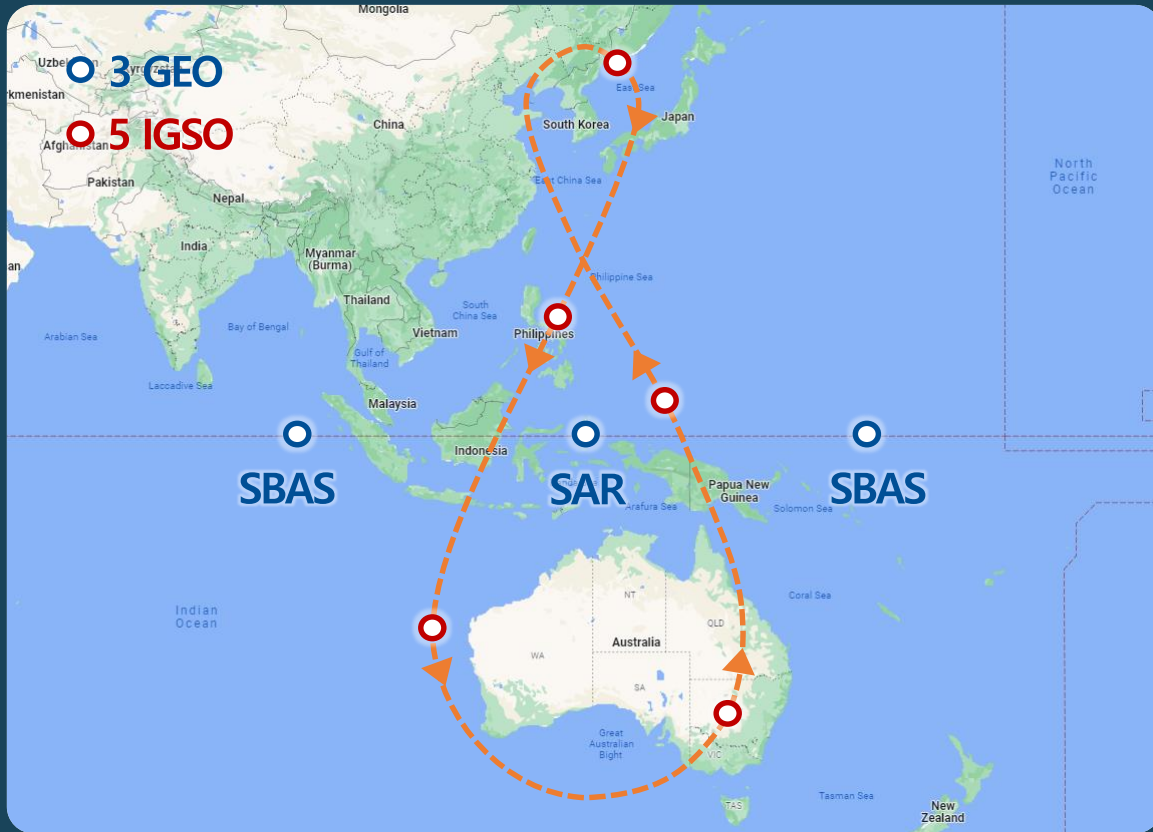 Mongolia
Uzbe
Kyrgyzstan
3 GEO
rkmenistan
5 IGSO
Afghanistan
China
South Korea
East Sea
Japan
Pakistan
East China Sea
Nepal
North
Pacific
Ocean
India
Myanmar
(Burma)
an
Philippine Sea
Thailand
South
China Sea
Arabian Sea
Bay of Bengal
Vietnam
Philippines
Gulf of
Thailand
Laccadive Sea
Malaysia
Indonesia
SBAS
SAR
SBAS
Papua New
Guinea
Arafura Sea
Solomon Sea
Indian
Ocean
NT
Coral Sea
QLD
Australia
WA
SA
Great
Australian
Bight
VIC
Tasman Sea
TAS
New
Zealand